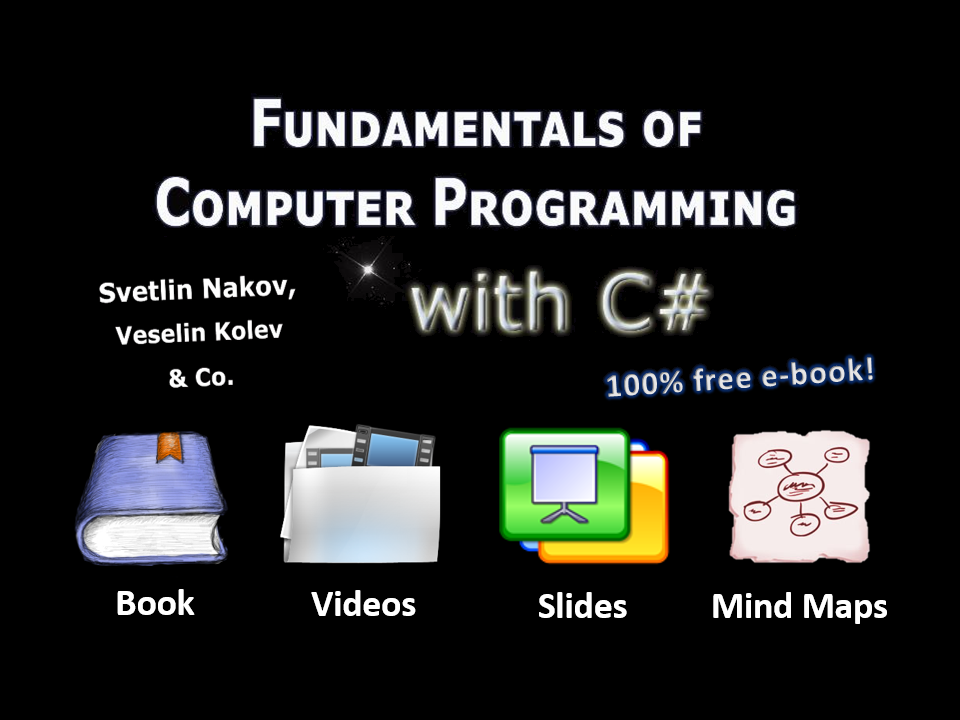 Fundamentals of
Computer Programming
with C#
Svetlin Nakov,
Veselin Kolev
& Co.
100% free e-book!
Book
Videos
Slides
Mind Maps